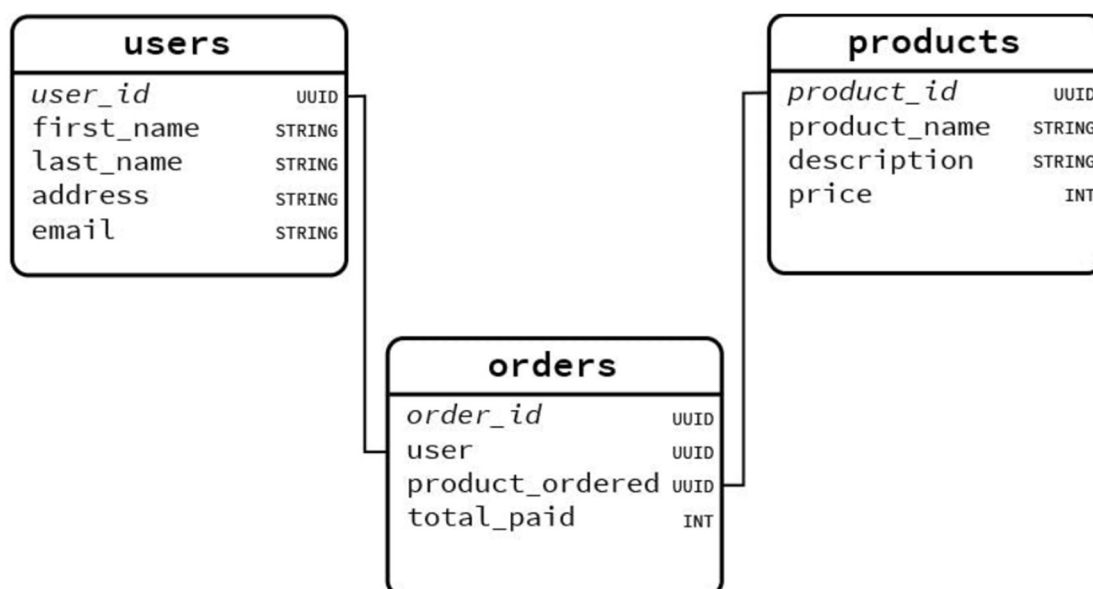 users
user_id UUID
first_name STRING
last_name STRING
address STRING
email STRING
products
product_id UUID
product_name STRING
description STRING
price INT
orders
order_id UUID
user UUID
product_ordered UUID
total_paid INT